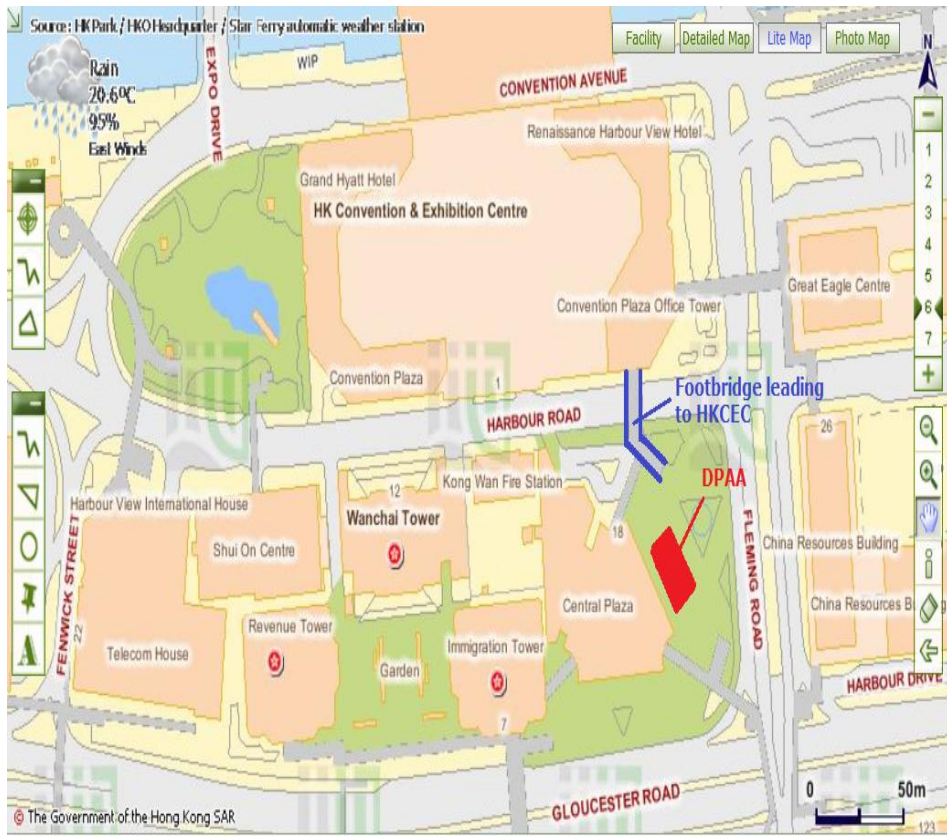 Source: HK Park / HKO Headquarter / Star Ferry automatic weather station
Facility
Detailed Map
Lite Map
Photo Map
N
Rain
20.6°C
95%
East Winds
WIP
EXPO DRIVE
CONVENTION AVENUE
Renaissance Harbour View Hotel
Grand Hyatt Hotel
HK Convention & Exhibition Centre
1
2
3
4
5
6
7
Great Eagle Centre
Convention Plaza Office Tower
Convention Plaza
1
HARBOUR ROAD
Footbridge leading
to HKCEC
26
DPAA
Kong Wan Fire Station
12
Harbour View International House
Wanchai Tower
18
Shui On Centre
FLEMING ROAD
China Resources Building
FENWICK STREET
22
Central Plaza
China Resources B
Revenue Tower
Telecom House
Garden
Immigration Tower
7
HARBOUR DRIVE
A
GLOUCESTER ROAD
0
50m
123
© The Government of the Hong Kong SAR